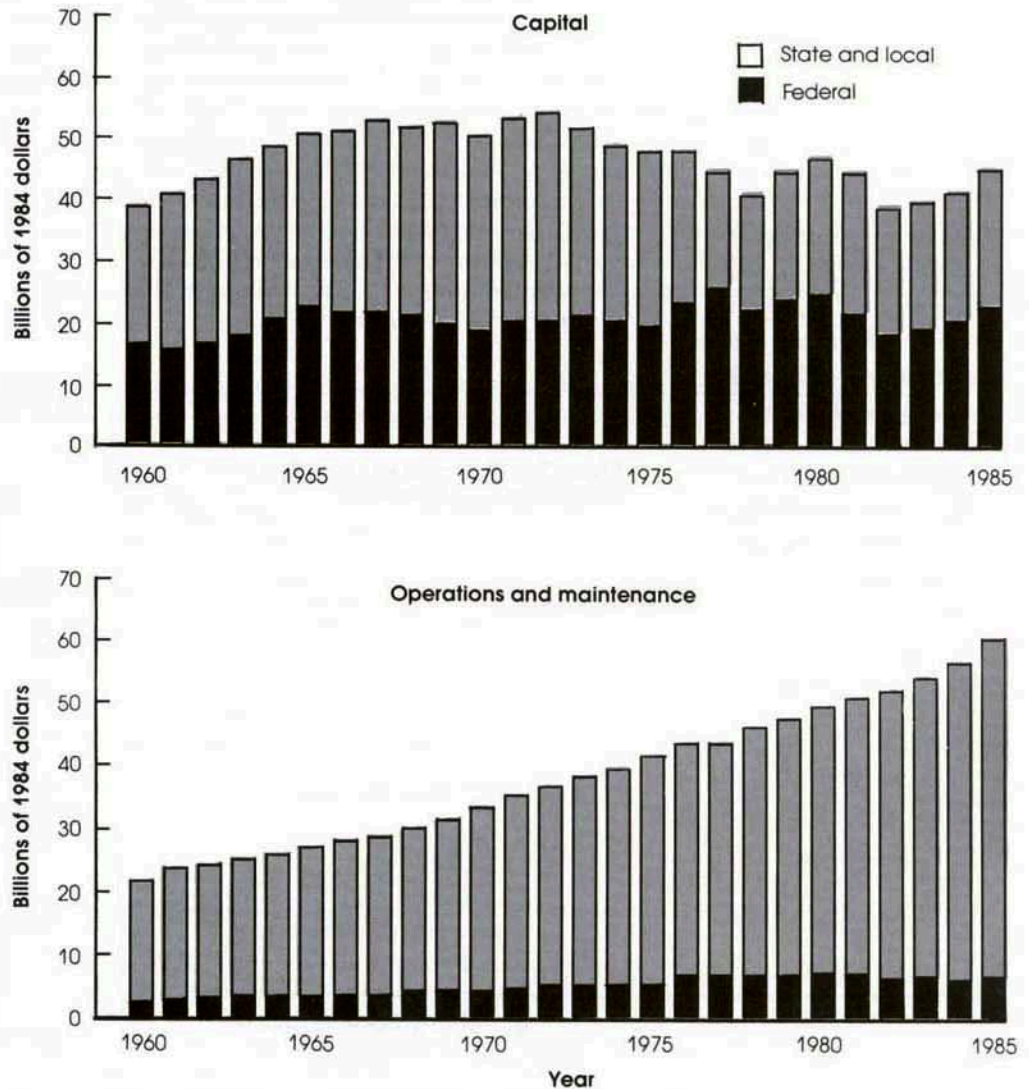 Capital
State and local
Federal
Billions of 1984 dollars
70
60
50
40
30
20
10
0
1960 1965 1970 1975 1980 1985
Operations and maintenance
Billions of 1984 dollars
70
60
50
40
30
20
10
0
1960 1965 1970 1975 1980 1985
Year